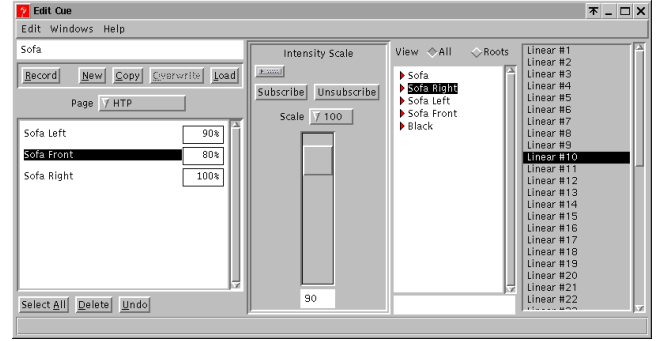 Edit Cue
Edit Windows Help
Sofa
Record New Copy Overwrite Load
Page HTP
Sofa Left 90%
Sofa Front 80%
Sofa Right 100%
Select All Delete Undo
Intensity Scale
Subscribe Unsubscribe
Scale 100
90
View All Roots
Sofa
Sofa Right
Sofa Left
Sofa Front
Black
Linear #1
Linear #2
Linear #3
Linear #4
Linear #5
Linear #6
Linear #7
Linear #8
Linear #9
Linear #10
Linear #11
Linear #12
Linear #13
Linear #14
Linear #15
Linear #16
Linear #17
Linear #18
Linear #19
Linear #20
Linear #21
Linear #22